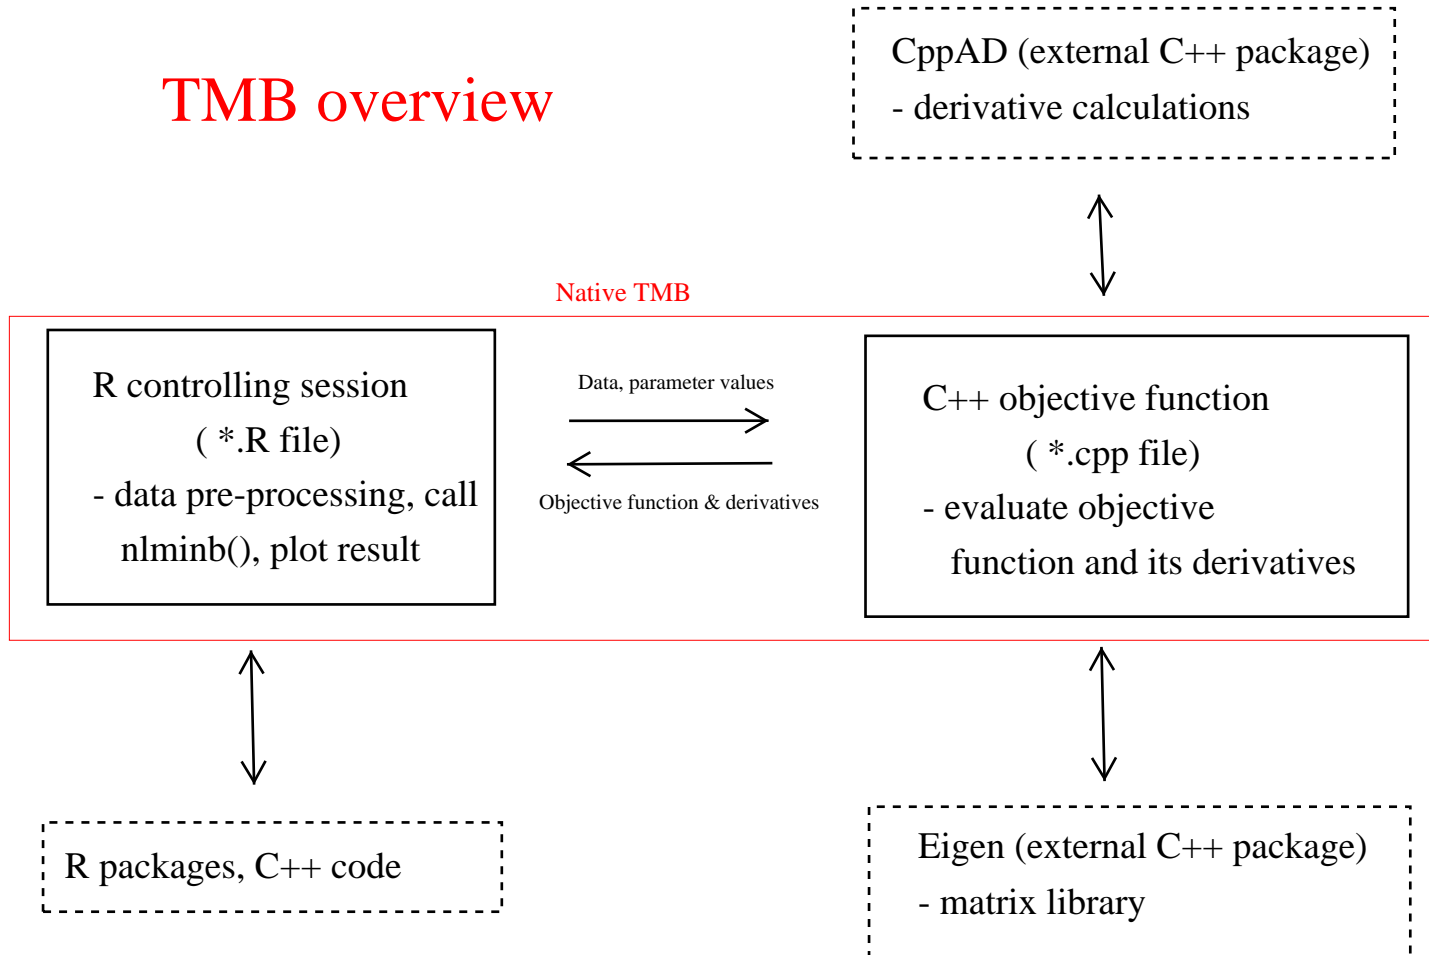 TMB overview
CppAD (external C++ package)
- derivative calculations
Native TMB
R controlling session
( *.R file)
- data pre-processing, call
nlminb(), plot result
Data, parameter values
Objective function & derivatives
C++ objective function
( *.cpp file)
- evaluate objective
function and its derivatives
R packages, C++ code
Eigen (external C++ package)
- matrix library